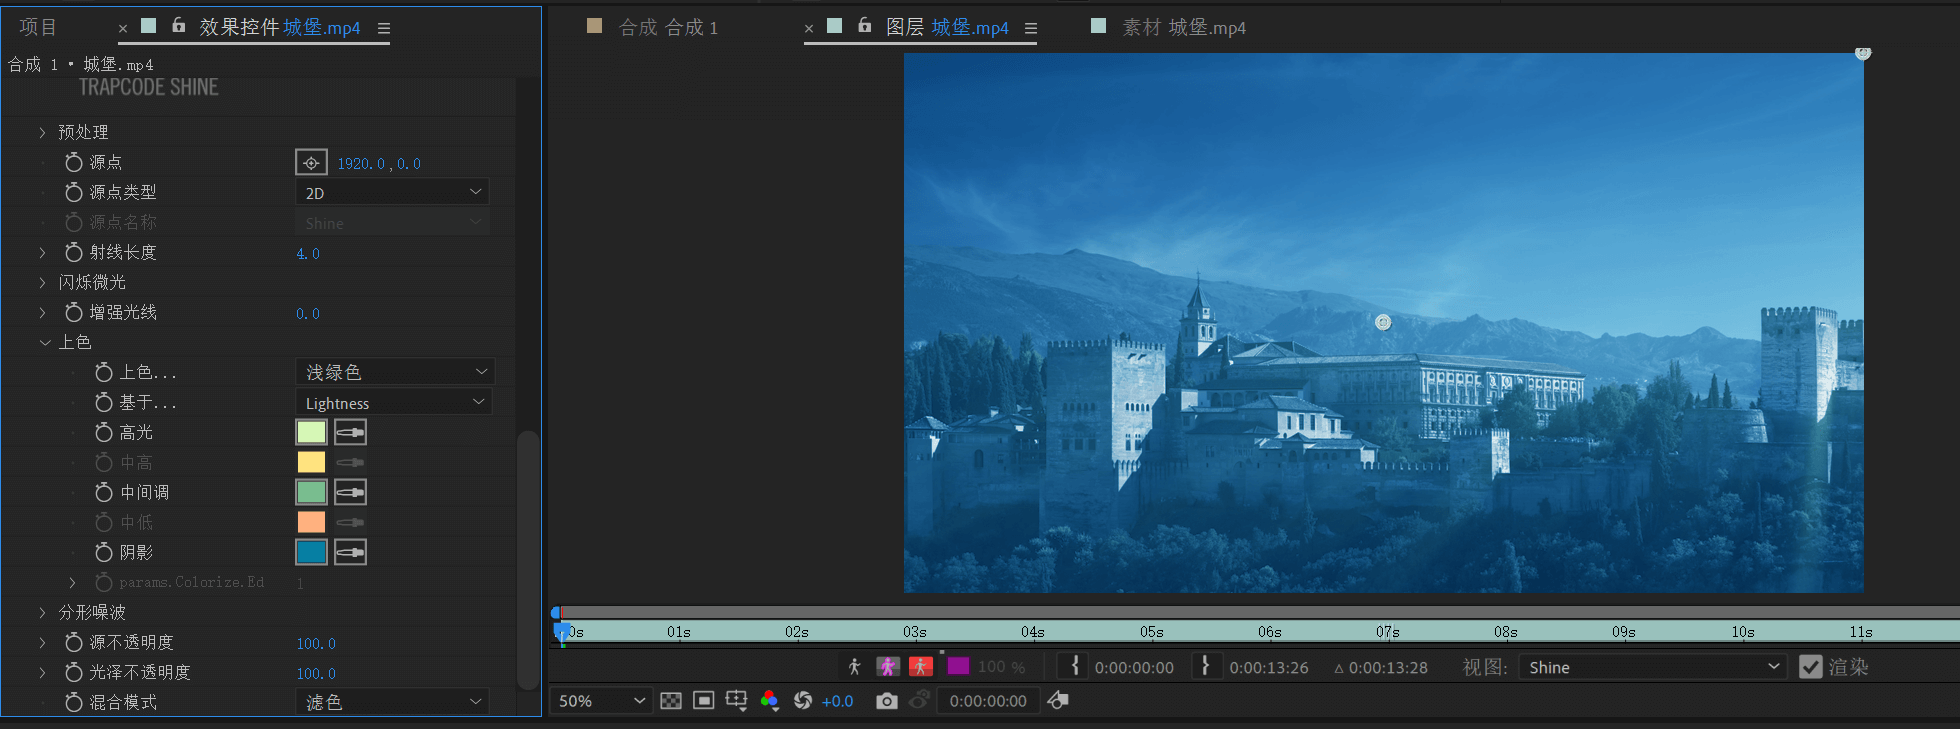 项目
× 效果控件 城堡.mp4
合成 合成 1
× 图层 城堡.mp4
素材 城堡.mp4
合成 1 • 城堡.mp4
TRAPCODE SHINE
预处理
源点 1920.0,0.0
源点类型 2D
源点名称 Shine
射线长度 4.0
闪烁微光
增强光线 0.0
上色
上色... 浅绿色
基于... Lightness
高光
中高
中间调
中低
阴影
params.Colorize.Ed 1
分形噪波
源不透明度 100.0
光泽不透明度 100.0
混合模式 滤色
0s 01s 02s 03s 04s 05s 06s 07s 08s 09s 10s 11s
100 % { 0:00:00:00 } 0:00:13:26 △ 0:00:13:28 视图: Shine 渲染
50% +0.0 0:00:00:00